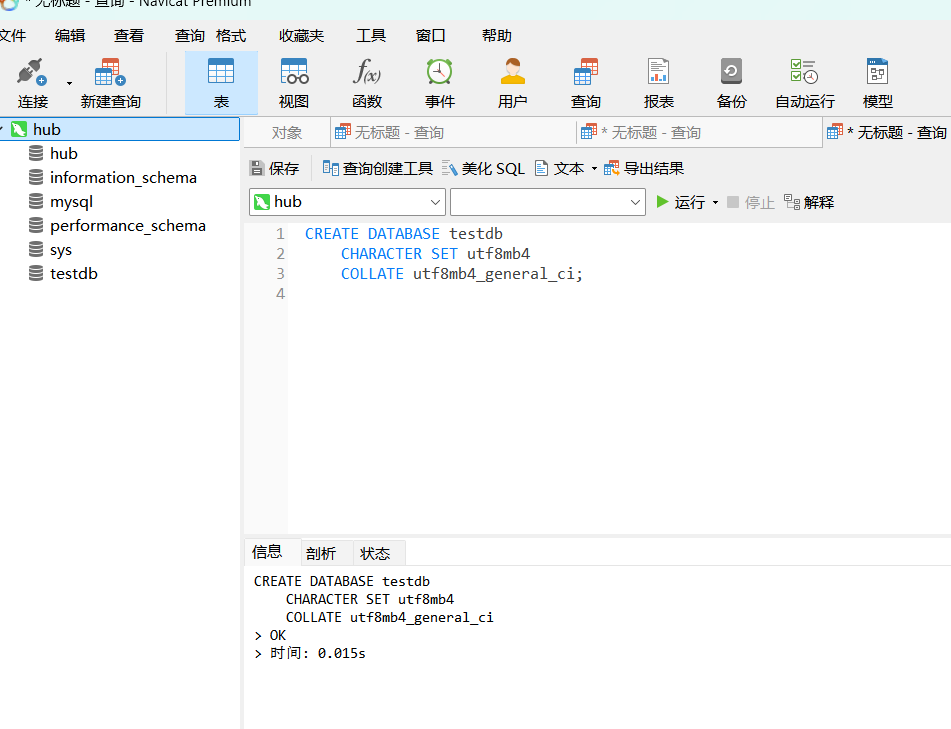 * 无标题 - 查询 - Navicat Premium
文件 编辑 查看 查询 格式 收藏夹 工具 窗口 帮助
连接 新建查询 表 视图 函数 事件 用户 查询 报表 备份 自动运行 模型
hub
hub
information_schema
mysql
performance_schema
sys
testdb
对象 无标题 - 查询 * 无标题 - 查询 * 无标题 - 查询
保存 查询创建工具 美化 SQL 文本 导出结果
hub 运行 停止 解释
1 CREATE DATABASE testdb
2 CHARACTER SET utf8mb4
3 COLLATE utf8mb4_general_ci;
4
信息 剖析 状态
CREATE DATABASE testdb
CHARACTER SET utf8mb4
COLLATE utf8mb4_general_ci
> OK
> 时间: 0.015s